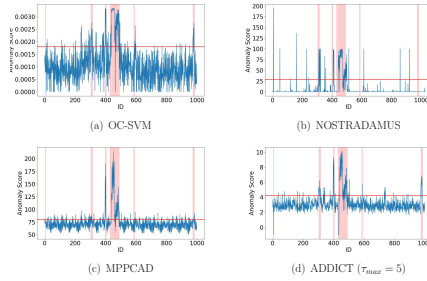 0.0030
0.0025
0.0020
0.0015
0.0010
0.0005
0.0000
Anomaly Score
0 200 400 600 800 1000
ID
(a) OC-SVM
200
175
150
125
100
75
50
25
0
Anomaly Score
0 200 400 600 800 1000
ID
(b) NOSTRADAMUS
200
175
150
125
100
75
50
Anomaly Score
0 200 400 600 800 1000
ID
(c) MPPCAD
10
8
6
4
2
0
Anomaly Score
0 200 400 600 800 1000
ID
(d) ADDICT (τmax = 5)